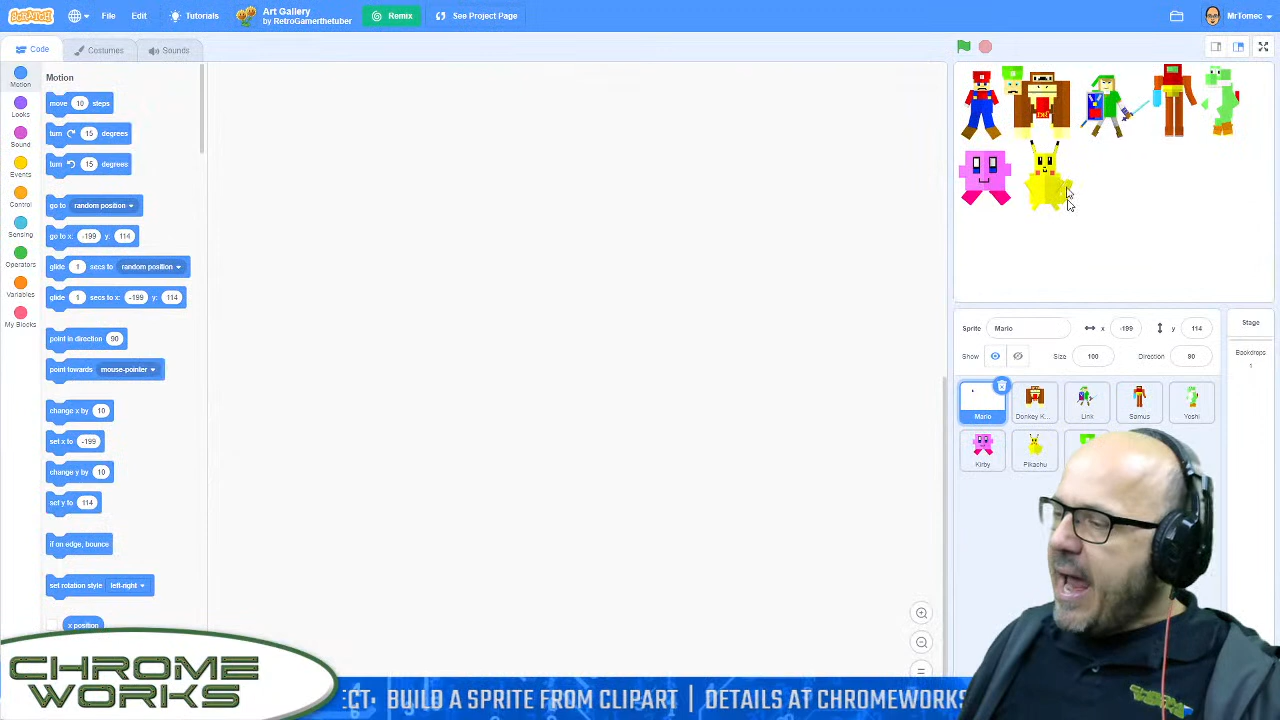 SCRATCH File Edit Tutorials Art Gallery Remix See Project Page MrTomec
by RetroGamerthetuber
Code Costumes Sounds
Motion Motion
move 10 steps
Looks
turn 15 degrees
Sound
turn 15 degrees
Events
Control go to random position
Sensing go to x: -199 y: 114
Operators glide 1 secs to random position
Variables glide 1 secs to x: -199 y: 114
My Blocks
point in direction 90
point towards mouse-pointer
change x by 10
set x to -199
change y by 10
set y to 114
if on edge, bounce
set rotation style left-right
x position
DK
Sprite Mario x -199 y 114
Show Size 100 Direction 90
Stage
Backdrops
1
Mario Donkey K... Link Samus Yoshi
Kirby Pikachu
CHROME
WORKS
ECT: BUILD A SPRITE FROM CLIPART | DETAILS AT CHROMEWORKS